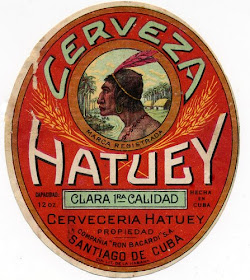 CERVEZA
MARCA REGISTRADA
HATUEY
CLARA 1RA CALIDAD
CAPACIDAD
12 OZ.
HECHA
EN
CUBA
CERVECERIA HATUEY
PROPIEDAD
COMPAÑIA "RON BACARDI" S.A.
SANTIAGO DE CUBA